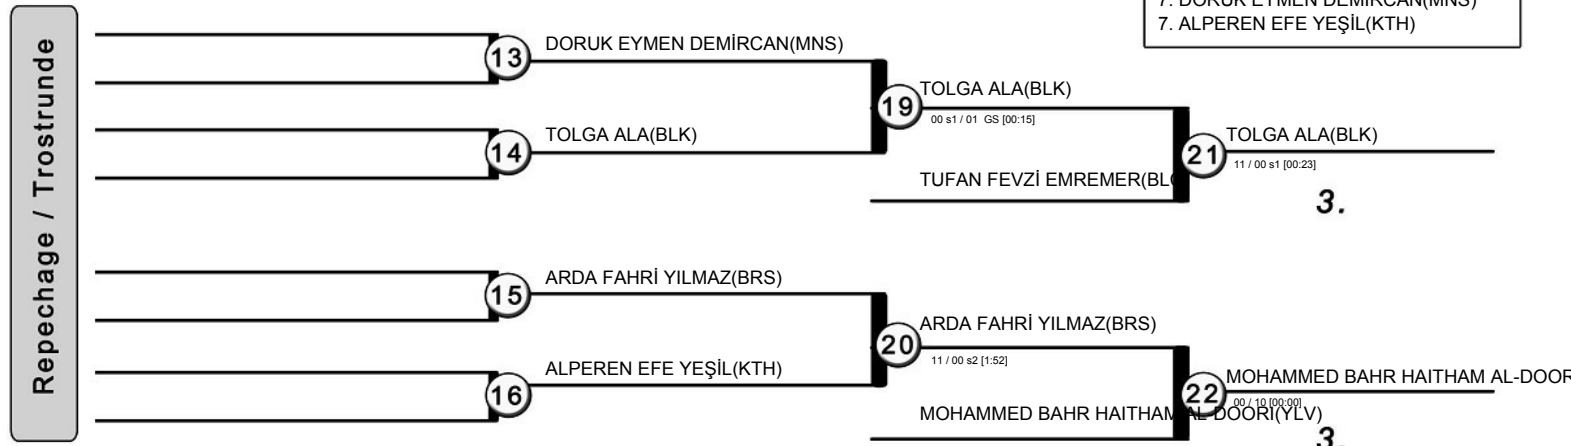 7. DORUK EYMEN DEMİRCAN(MNS)
7. ALPEREN EFE YEŞİL(KTH)
Repechage / Trostrunde
13
DORUK EYMEN DEMİRCAN(MNS)
19
TOLGA ALA(BLK)
00 s1 / 01 GS [00:15]
14
TOLGA ALA(BLK)
21
TOLGA ALA(BLK)
11 / 00 s1 [00:23]
TUFAN FEVZİ EMREMER(BL
3.
15
ARDA FAHRİ YILMAZ(BRS)
20
ARDA FAHRİ YILMAZ(BRS)
11 / 00 s2 [1:52]
16
ALPEREN EFE YEŞİL(KTH)
22
MOHAMMED BAHR HAITHAM AL-DOOR
00 / 10 [00:00]
MOHAMMED BAHR HAITHAM AL-DOORI(YLV)
3.